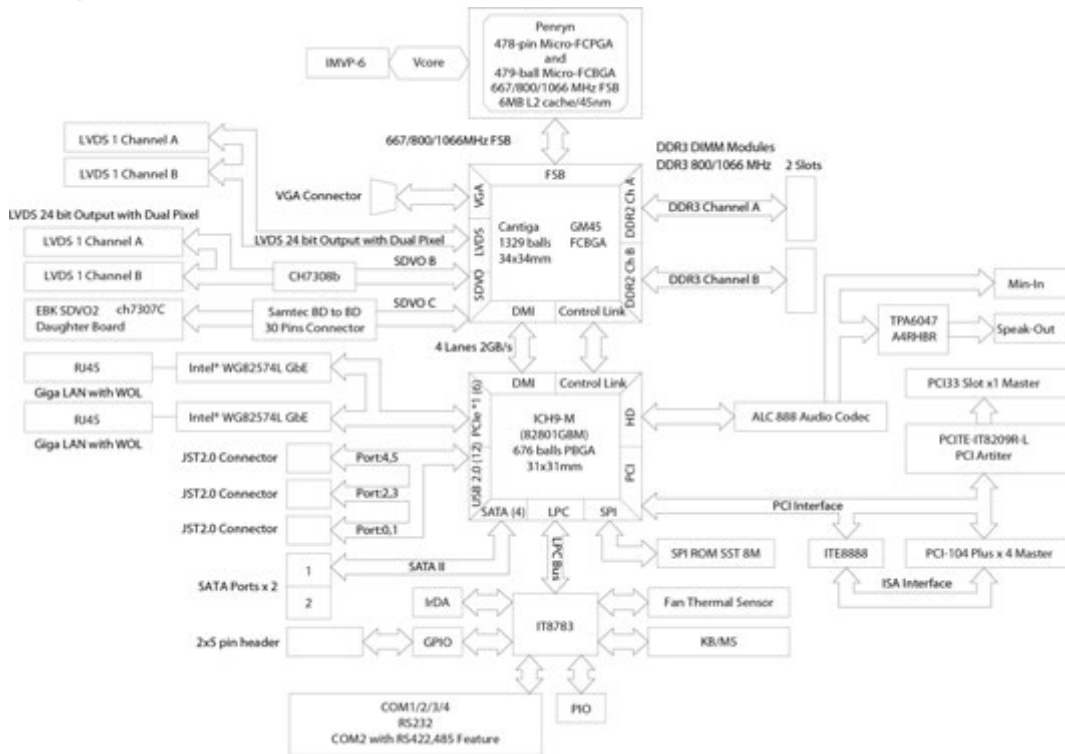 Penryn
478-pin Micro-FCPGA
and
479-ball Micro-FCBGA
667/800/1066 MHz FSB
6MB L2 cache/45nm
IMVP-6
Vcore
667/800/1066MHz FSB
LVDS 1 Channel A
LVDS 1 Channel B
VGA Connector
LVDS 24 bit Output with Dual Pixel
LVDS 24 bit Output with Dual Pixel
LVDS 1 Channel A
LVDS 1 Channel B
CH7308b
SDVO B
SDVO C
EBK SDVO2 ch7307C
Daughter Board
Samtec BD to BD
30 Pins Connector
FSB
VGA
LVDS
SDVO
Cantiga GM45
1329 balls FCBGA
34x34mm
DDR2 Ch A
DDR2 Ch B
DMI
Control Link
DDR3 DIMM Modules
DDR3 800/1066 MHz 2 Slots
DDR3 Channel A
DDR3 Channel B
4 Lanes 2GB/s
Min-In
TPA6047
A4RHBR
Speak-Out
RJ45
Intel® WG82574L GbE
Giga LAN with WOL
RJ45
Intel® WG82574L GbE
Giga LAN with WOL
DMI
Control Link
PCIe *1 (6)
USB 2.0 (12)
ICH9-M
(82801GBM)
676 balls PBGA
31x31mm
HD
PCI
SATA (4)
LPC
SPI
ALC 888 Audio Codec
PCI33 Slot x1 Master
PCITE-IT8209R-L
PCI Artiter
JST2.0 Connector
Port:4,5
JST2.0 Connector
Port:2,3
JST2.0 Connector
Port:0,1
PCI Interface
SATA Ports x 2
1
2
SATA II
LPC Bus
SPI ROM SST 8M
ITE8888
PCI-104 Plus x 4 Master
ISA Interface
IrDA
IT8783
Fan Thermal Sensor
2x5 pin header
GPIO
KB/MS
COM1/2/3/4
RS232
COM2 with RS422,485 Feature
PIO